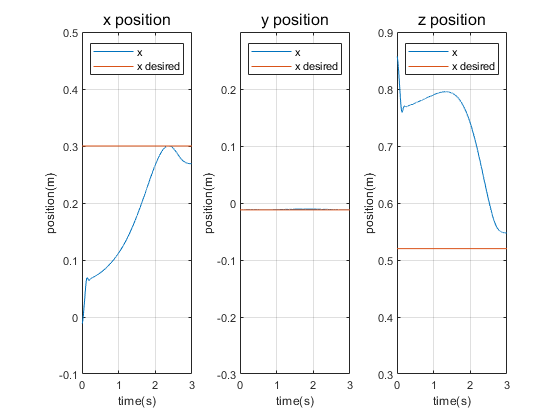 x position
position(m)
0.5
0.4
0.3
0.2
0.1
0
-0.1
x
x desired
0 1 2 3
time(s)
y position
position(m)
0.2
0.1
0
-0.1
-0.2
-0.3
x
x desired
0 1 2 3
time(s)
z position
position(m)
0.9
0.8
0.7
0.6
0.5
0.4
0.3
x
x desired
0 1 2 3
time(s)